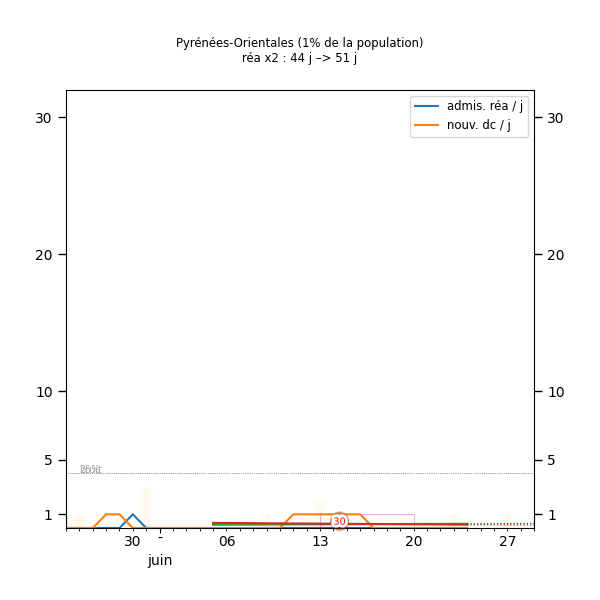 Pyrénées-Orientales (1% de la population)
réa x2 : 44 j –> 51 j
admis. réa / j
nouv. dc / j
30 30
20 20
10 10
5 5
1 1
30
30 - 06 13 20 27
juin